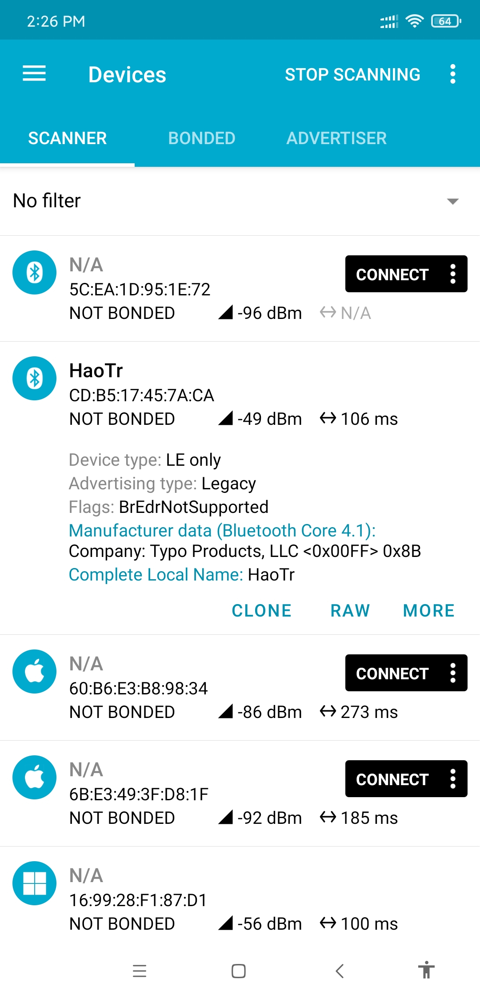 2:26 PM 64
Devices STOP SCANNING
SCANNER BONDED ADVERTISER
No filter
N/A CONNECT
5C:EA:1D:95:1E:72
NOT BONDED -96 dBm N/A
HaoTr
CD:B5:17:45:7A:CA
NOT BONDED -49 dBm 106 ms
Device type: LE only
Advertising type: Legacy
Flags: BrEdrNotSupported
Manufacturer data (Bluetooth Core 4.1):
Company: Typo Products, LLC <0x00FF> 0x8B
Complete Local Name: HaoTr
CLONE RAW MORE
N/A CONNECT
60:B6:E3:B8:98:34
NOT BONDED -86 dBm 273 ms
N/A CONNECT
6B:E3:49:3F:D8:1F
NOT BONDED -92 dBm 185 ms
N/A
16:99:28:F1:87:D1
NOT BONDED -56 dBm 100 ms